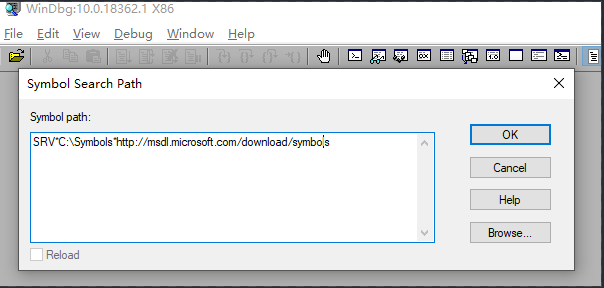 WinDbg:10.0.18362.1 X86
File Edit View Debug Window Help
Symbol Search Path
Symbol path:
SRV*C:\Symbols*http://msdl.microsoft.com/download/symbols
OK
Cancel
Help
Browse...
Reload